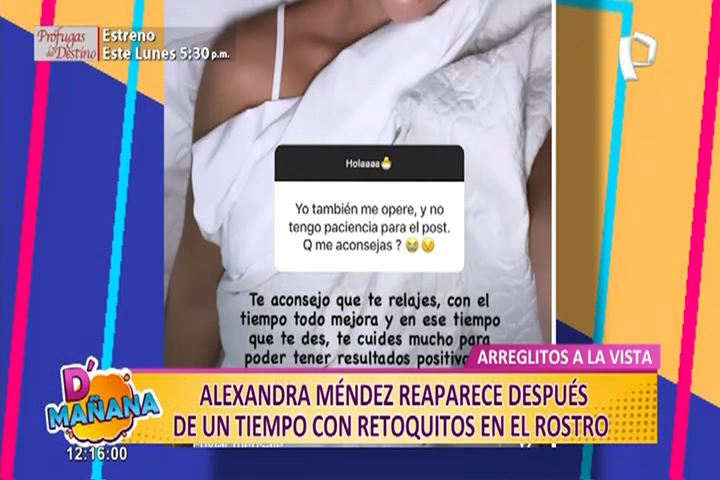 Prófugas
del Destino
Estreno
Este Lunes 5:30p.m.
Holaaaa
Yo también me opere, y no
tengo paciencia para el post.
Q me aconsejas ?
Te aconsejo que te relajes, con el
tiempo todo mejora y en ese tiempo
que te des, te cuides mucho para
poder tener resultados
ARREGLITOS A LA VISTA
D'
MAÑANA
ALEXANDRA MÉNDEZ REAPARECE DESPUÉS
DE UN TIEMPO CON RETOQUITOS EN EL ROSTRO
12:16:00